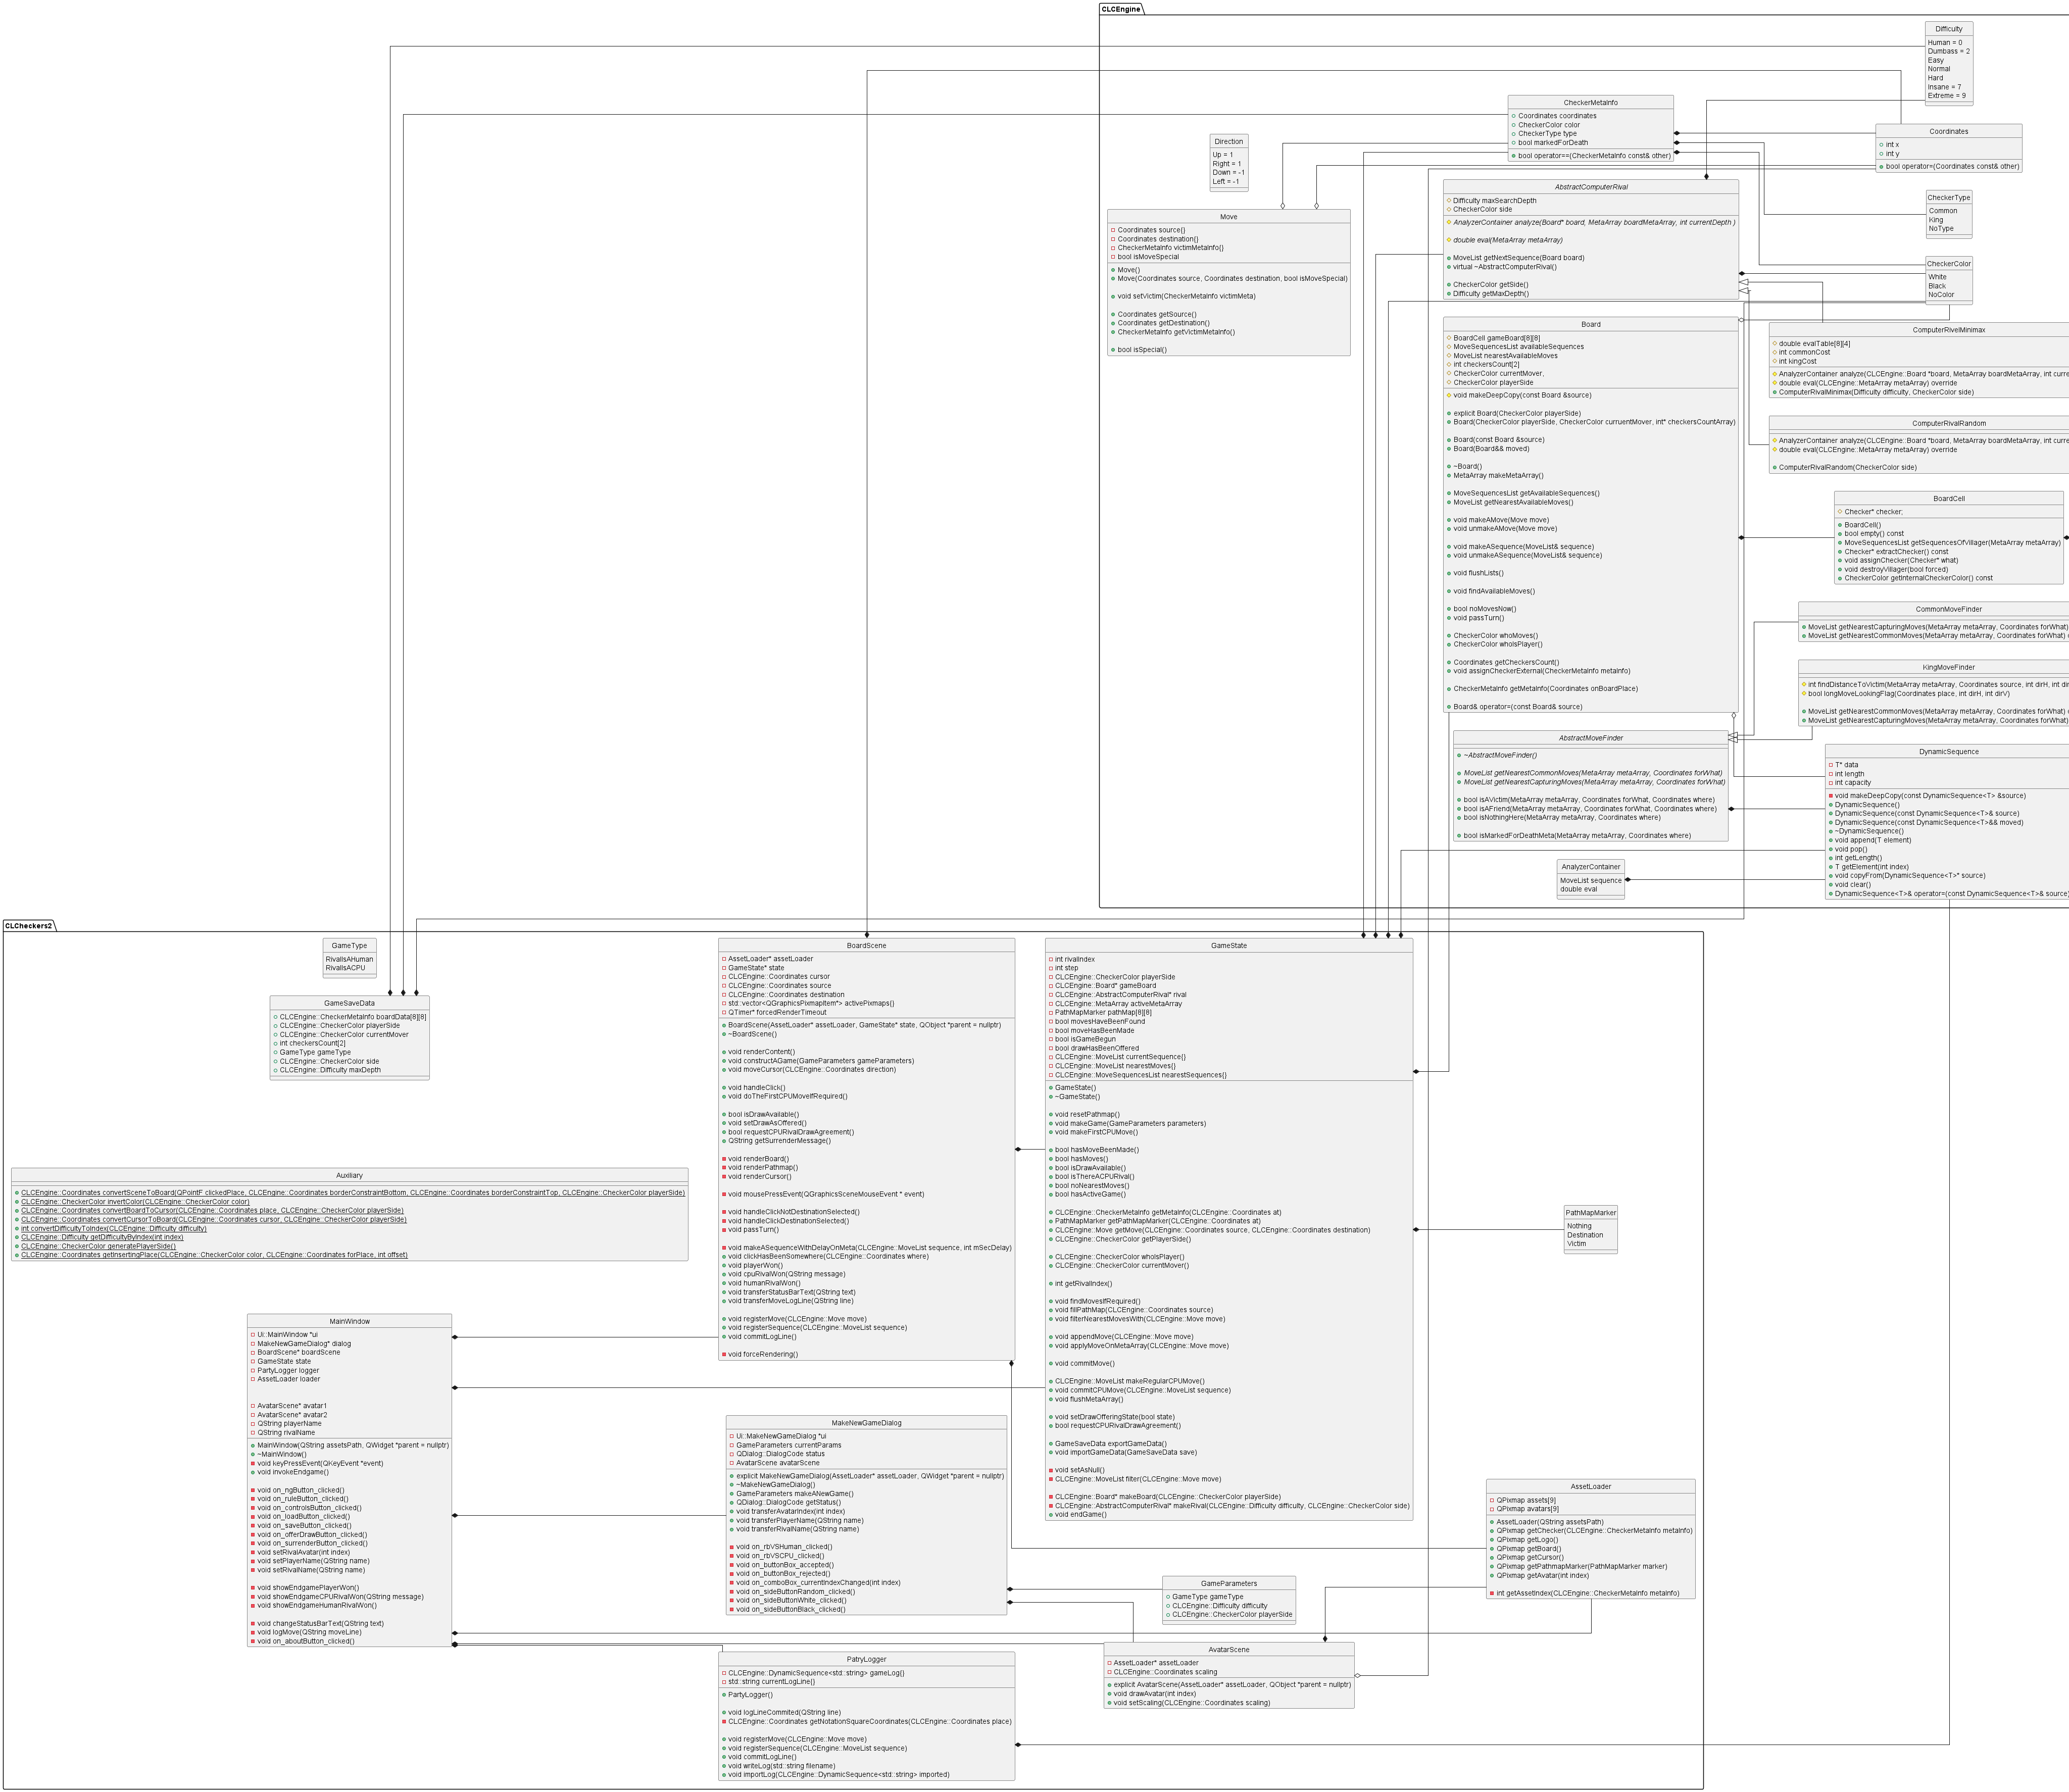 CLCEngine
Difficulty
Human = 0
Dumbass = 2
Easy
Normal
Hard
Insane = 7
Extreme = 9
CheckerMetaInfo
Coordinates coordinates
CheckerColor color
CheckerType type
bool markedForDeath
bool operator==(CheckerMetaInfo const& other)
Coordinates
int x
int y
bool operator=(Coordinates const& other)
Direction
Up = 1
Right = 1
Down = -1
Left = -1
AbstractComputerRival
Difficulty maxSearchDepth
CheckerColor side
AnalyzerContainer analyze(Board* board, MetaArray boardMetaArray, int currentDepth )
double eval(MetaArray metaArray)
MoveList getNextSequence(Board board)
virtual ~AbstractComputerRival()
CheckerColor getSide()
Difficulty getMaxDepth()
CheckerType
Common
King
NoType
Move
Coordinates source{}
Coordinates destination{}
CheckerMetaInfo victimMetaInfo{}
bool isMoveSpecial
Move()
Move(Coordinates source, Coordinates destination, bool isMoveSpecial)
void setVictim(CheckerMetaInfo victimMeta)
Coordinates getSource()
Coordinates getDestination()
CheckerMetaInfo getVictimMetaInfo()
bool isSpecial()
CheckerColor
White
Black
NoColor
Board
BoardCell gameBoard[8][8]
MoveSequencesList availableSequences
MoveList nearestAvailableMoves
int checkersCount[2]
CheckerColor currentMover,
CheckerColor playerSide
void makeDeepCopy(const Board &source)
explicit Board(CheckerColor playerSide)
Board(CheckerColor playerSide, CheckerColor curruentMover, int* checkersCountArray)
Board(const Board &source)
Board(Board&& moved)
~Board()
MetaArray makeMetaArray()
MoveSequencesList getAvailableSequences()
MoveList getNearestAvailableMoves()
void makeAMove(Move move)
void unmakeAMove(Move move)
void makeASequence(MoveList& sequence)
void unmakeASequence(MoveList& sequence)
void flushLists()
void findAvailableMoves()
bool noMovesNow()
void passTurn()
CheckerColor whoMoves()
CheckerColor whoIsPlayer()
Coordinates getCheckersCount()
void assignCheckerExternal(CheckerMetaInfo metaInfo)
CheckerMetaInfo getMetaInfo(Coordinates onBoardPlace)
Board& operator=(const Board& source)
ComputerRivelMinimax
double evalTable[8][4]
int commonCost
int kingCost
AnalyzerContainer analyze(CLCEngine::Board *board, MetaArray boardMetaArray, int curre
double eval(CLCEngine::MetaArray metaArray) override
ComputerRivalMinimax(Difficulty difficulty, CheckerColor side)
ComputerRivalRandom
AnalyzerContainer analyze(CLCEngine::Board *board, MetaArray boardMetaArray, int curre
double eval(CLCEngine::MetaArray metaArray) override
ComputerRivalRandom(CheckerColor side)
BoardCell
Checker* checker;
BoardCell()
bool empty() const
MoveSequencesList getSequencesOfVillager(MetaArray metaArray)
Checker* extractChecker() const
void assignChecker(Checker* what)
void destroyVillager(bool forced)
CheckerColor getInternalCheckerColor() const
CommonMoveFinder
MoveList getNearestCapturingMoves(MetaArray metaArray, Coordinates forWhat)
MoveList getNearestCommonMoves(MetaArray metaArray, Coordinates forWhat)
KingMoveFinder
int findDistanceToVictim(MetaArray metaArray, Coordinates source, int dirH, int dir
bool longMoveLookingFlag(Coordinates place, int dirH, int dirV)
MoveList getNearestCommonMoves(MetaArray metaArray, Coordinates forWhat)
MoveList getNearestCapturingMoves(MetaArray metaArray, Coordinates forWhat)
AbstractMoveFinder
~AbstractMoveFinder()
MoveList getNearestCommonMoves(MetaArray metaArray, Coordinates forWhat)
MoveList getNearestCapturingMoves(MetaArray metaArray, Coordinates forWhat)
bool isAVictim(MetaArray metaArray, Coordinates forWhat, Coordinates where)
bool isAFriend(MetaArray metaArray, Coordinates forWhat, Coordinates where)
bool isNothingHere(MetaArray metaArray, Coordinates where)
bool isMarkedForDeathMeta(MetaArray metaArray, Coordinates where)
DynamicSequence
T* data
int length
int capacity
void makeDeepCopy(const DynamicSequence<T> &source)
DynamicSequence()
DynamicSequence(const DynamicSequence<T>& source)
DynamicSequence(const DynamicSequence<T>&& moved)
~DynamicSequence()
void append(T element)
void pop()
int getLength()
T getElement(int index)
void copyFrom(DynamicSequence<T>* source)
void clear()
DynamicSequence<T>& operator=(const DynamicSequence<T>& source)
AnalyzerContainer
MoveList sequence
double eval
CLCheckers2
GameType
RivalIsAHuman
RivalIsACPU
GameSaveData
CLCEngine::CheckerMetaInfo boardData[8][8]
CLCEngine::CheckerColor playerSide
CLCEngine::CheckerColor currentMover
int checkersCount[2]
GameType gameType
CLCEngine::CheckerColor side
CLCEngine::Difficulty maxDepth
BoardScene
AssetLoader* assetLoader
GameState* state
CLCEngine::Coordinates cursor
CLCEngine::Coordinates source
CLCEngine::Coordinates destination
std::vector<QGraphicsPixmapItem*> activePixmaps{}
QTimer* forcedRenderTimeout
BoardScene(AssetLoader* assetLoader, GameState* state, QObject *parent = nullptr)
~BoardScene()
void renderContent()
void constructAGame(GameParameters gameParameters)
void moveCursor(CLCEngine::Coordinates direction)
void handleClick()
void doTheFirstCPUMoveIfRequired()
bool isDrawAvailable()
void setDrawAsOffered()
bool requestCPURivalDrawAgreement()
QString getSurrenderMessage()
void renderBoard()
void renderPathmap()
void renderCursor()
void mousePressEvent(QGraphicsSceneMouseEvent * event)
void handleClickNotDestinationSelected()
void handleClickDestinationSelected()
void passTurn()
void makeASequenceWithDelayOnMeta(CLCEngine::MoveList sequence, int mSecDelay)
void clickHasBeenSomewhere(CLCEngine::Coordinates where)
void playerWon()
void cpuRivalWon(QString message)
void humanRivalWon()
void transferStatusBarText(QString text)
void transferMoveLogLine(QString line)
void registerMove(CLCEngine::Move move)
void registerSequence(CLCEngine::MoveList sequence)
void commitLogLine()
void forceRendering()
GameState
int rivalIndex
int step
CLCEngine::CheckerColor playerSide
CLCEngine::Board* gameBoard
CLCEngine::AbstractComputerRival* rival
CLCEngine::MetaArray activeMetaArray
PathMapMarker pathMap[8][8]
bool movesHaveBeenFound
bool moveHasBeenMade
bool isGameBegun
bool drawHasBeenOffered
CLCEngine::MoveList currentSequence{}
CLCEngine::MoveList nearestMoves{}
CLCEngine::MoveSequencesList nearestSequences{}
GameState()
~GameState()
void resetPathmap()
void makeGame(GameParameters parameters)
void makeFirstCPUMove()
bool hasMoveBeenMade()
bool hasMoves()
bool isDrawAvailable()
bool isThereACPURival()
bool noNearestMoves()
bool hasActiveGame()
CLCEngine::CheckerMetaInfo getMetaInfo(CLCEngine::Coordinates at)
PathMapMarker getPathMapMarker(CLCEngine::Coordinates at)
CLCEngine::Move getMove(CLCEngine::Coordinates source, CLCEngine::Coordinates destination)
CLCEngine::CheckerColor getPlayerSide()
CLCEngine::CheckerColor whoIsPlayer()
CLCEngine::CheckerColor currentMover()
int getRivalIndex()
void findMovesIfRequired()
void fillPathMap(CLCEngine::Coordinates source)
void filterNearestMovesWith(CLCEngine::Move move)
void appendMove(CLCEngine::Move move)
void applyMoveOnMetaArray(CLCEngine::Move move)
void commitMove()
CLCEngine::MoveList makeRegularCPUMove()
void commitCPUMove(CLCEngine::MoveList sequence)
void flushMetaArray()
void setDrawOfferingState(bool state)
bool requestCPURivalDrawAgreement()
GameSaveData exportGameData()
void importGameData(GameSaveData save)
void setAsNull()
CLCEngine::MoveList filter(CLCEngine::Move move)
CLCEngine::Board* makeBoard(CLCEngine::CheckerColor playerSide)
CLCEngine::AbstractComputerRival* makeRival(CLCEngine::Difficulty difficulty, CLCEngine::CheckerColor side)
void endGame()
Auxiliary
CLCEngine::Coordinates convertSceneToBoard(QPointF clickedPlace, CLCEngine::Coordinates borderConstraintBottom, CLCEngine::Coordinates borderConstraintTop, CLCEngine::CheckerColor playerSide)
CLCEngine::CheckerColor invertColor(CLCEngine::CheckerColor color)
CLCEngine::Coordinates convertBoardToCursor(CLCEngine::Coordinates place, CLCEngine::CheckerColor playerSide)
CLCEngine::Coordinates convertCursorToBoard(CLCEngine::Coordinates cursor, CLCEngine::CheckerColor playerSide)
int convertDifficultyToIndex(CLCEngine::Difficulty difficulty)
CLCEngine::Difficulty getDifficultyByIndex(int index)
CLCEngine::CheckerColor generatePlayerSide()
CLCEngine::Coordinates getInsertingPlace(CLCEngine::CheckerColor color, CLCEngine::Coordinates forPlace, int offset)
PathMapMarker
Nothing
Destination
Victim
MainWindow
Ui::MainWindow *ui
MakeNewGameDialog* dialog
BoardScene* boardScene
GameState state
PartyLogger logger
AssetLoader loader
AvatarScene* avatar1
AvatarScene* avatar2
QString playerName
QString rivalName
MainWindow(QString assetsPath, QWidget *parent = nullptr)
~MainWindow()
void keyPressEvent(QKeyEvent *event)
void invokeEndgame()
void on_ngButton_clicked()
void on_ruleButton_clicked()
void on_controlsButton_clicked()
void on_loadButton_clicked()
void on_saveButton_clicked()
void on_offerDrawButton_clicked()
void on_surrenderButton_clicked()
void setRivalAvatar(int index)
void setPlayerName(QString name)
void setRivalName(QString name)
void showEndgamePlayerWon()
void showEndgameCPURivalWon(QString message)
void showEndgameHumanRivalWon()
void changeStatusBarText(QString text)
void logMove(QString moveLine)
void on_aboutButton_clicked()
MakeNewGameDialog
Ui::MakeNewGameDialog *ui
GameParameters currentParams
QDialog::DialogCode status
AvatarScene avatarScene
explicit MakeNewGameDialog(AssetLoader* assetLoader, QWidget *parent = nullptr)
~MakeNewGameDialog()
GameParameters makeANewGame()
QDialog::DialogCode getStatus()
void transferAvatarIndex(int index)
void transferPlayerName(QString name)
void transferRivalName(QString name)
void on_rbVSHuman_clicked()
void on_rbVSCPU_clicked()
void on_buttonBox_accepted()
void on_buttonBox_rejected()
void on_comboBox_currentIndexChanged(int index)
void on_sideButtonRandom_clicked()
void on_sideButtonWhite_clicked()
void on_sideButtonBlack_clicked()
AssetLoader
QPixmap assets[9]
QPixmap avatars[9]
AssetLoader(QString assetsPath)
QPixmap getChecker(CLCEngine::CheckerMetaInfo metaInfo)
QPixmap getLogo()
QPixmap getBoard()
QPixmap getCursor()
QPixmap getPathmapMarker(PathMapMarker marker)
QPixmap getAvatar(int index)
int getAssetIndex(CLCEngine::CheckerMetaInfo metaInfo)
GameParameters
GameType gameType
CLCEngine::Difficulty difficulty
CLCEngine::CheckerColor playerSide
AvatarScene
AssetLoader* assetLoader
CLCEngine::Coordinates scaling
explicit AvatarScene(AssetLoader* assetLoader, QObject *parent = nullptr)
void drawAvatar(int index)
void setScaling(CLCEngine::Coordinates scaling)
PatryLogger
CLCEngine::DynamicSequence<std::string> gameLog{}
std::string currentLogLine{}
PartyLogger()
void logLineCommited(QString line)
CLCEngine::Coordinates getNotationSquareCoordinates(CLCEngine::Coordinates place)
void registerMove(CLCEngine::Move move)
void registerSequence(CLCEngine::MoveList sequence)
void commitLogLine()
void writeLog(std::string filename)
void importLog(CLCEngine::DynamicSequence<std::string> imported)